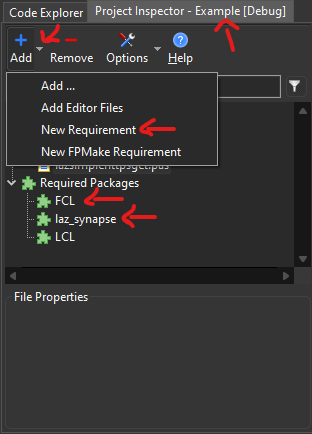 Code Explorer Project Inspector - Example [Debug]
Add Remove Options Help
Add ...
Add Editor Files
New Requirement
New FPMake Requirement
Required Packages
FCL
laz_synapse
LCL
File Properties